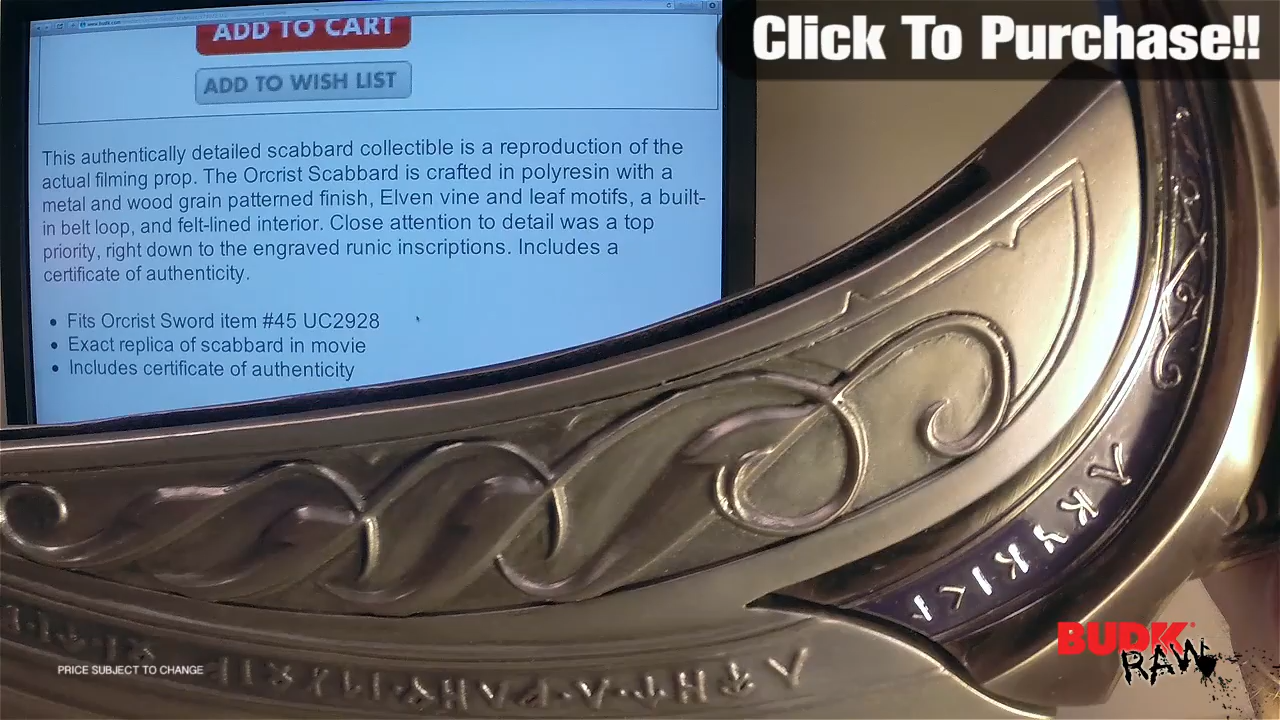 ADD TO CART
Click To Purchase!!
ADD TO WISH LIST
This authentically detailed scabbard collectible is a reproduction of the
actual filming prop. The Orcrist Scabbard is crafted in polyresin with a
metal and wood grain patterned finish, Elven vine and leaf motifs, a built-
in belt loop, and felt-lined interior. Close attention to detail was a top
priority, right down to the engraved runic inscriptions. Includes a
certificate of authenticity.
• Fits Orcrist Sword item #45 UC2928
• Exact replica of scabbard in movie
• Includes certificate of authenticity
PRICE SUBJECT TO CHANGE
BUDK
RAW